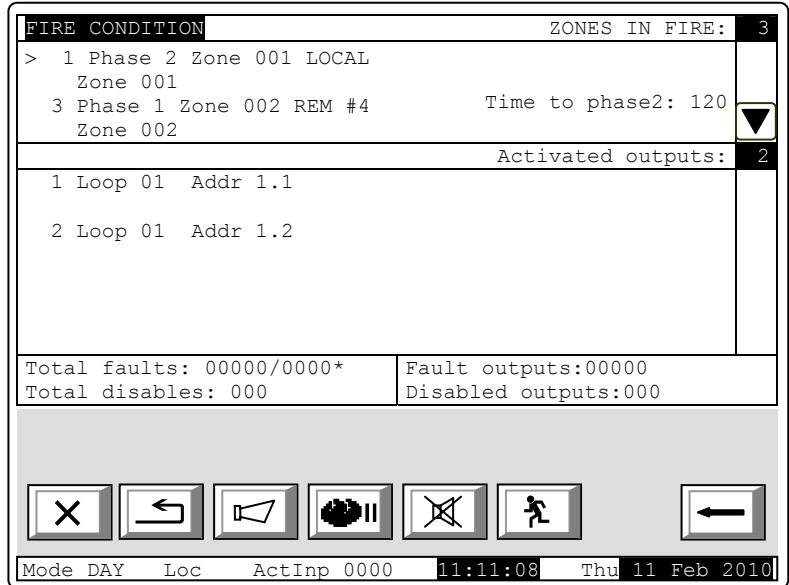 FIRE CONDITION ZONES IN FIRE: 3
> 1 Phase 2 Zone 001 LOCAL
Zone 001
3 Phase 1 Zone 002 REM #4 Time to phase2: 120
Zone 002
Activated outputs: 2
1 Loop 01 Addr 1.1
2 Loop 01 Addr 1.2
Total faults: 00000/0000* Fault outputs:00000
Total disables: 000 Disabled outputs:000
Mode DAY Loc ActInp 0000 11:11:08 Thu 11 Feb 2010